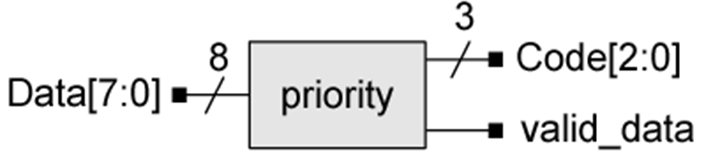 3
8
Code[2:0]
Data[7:0]
priority
valid_data